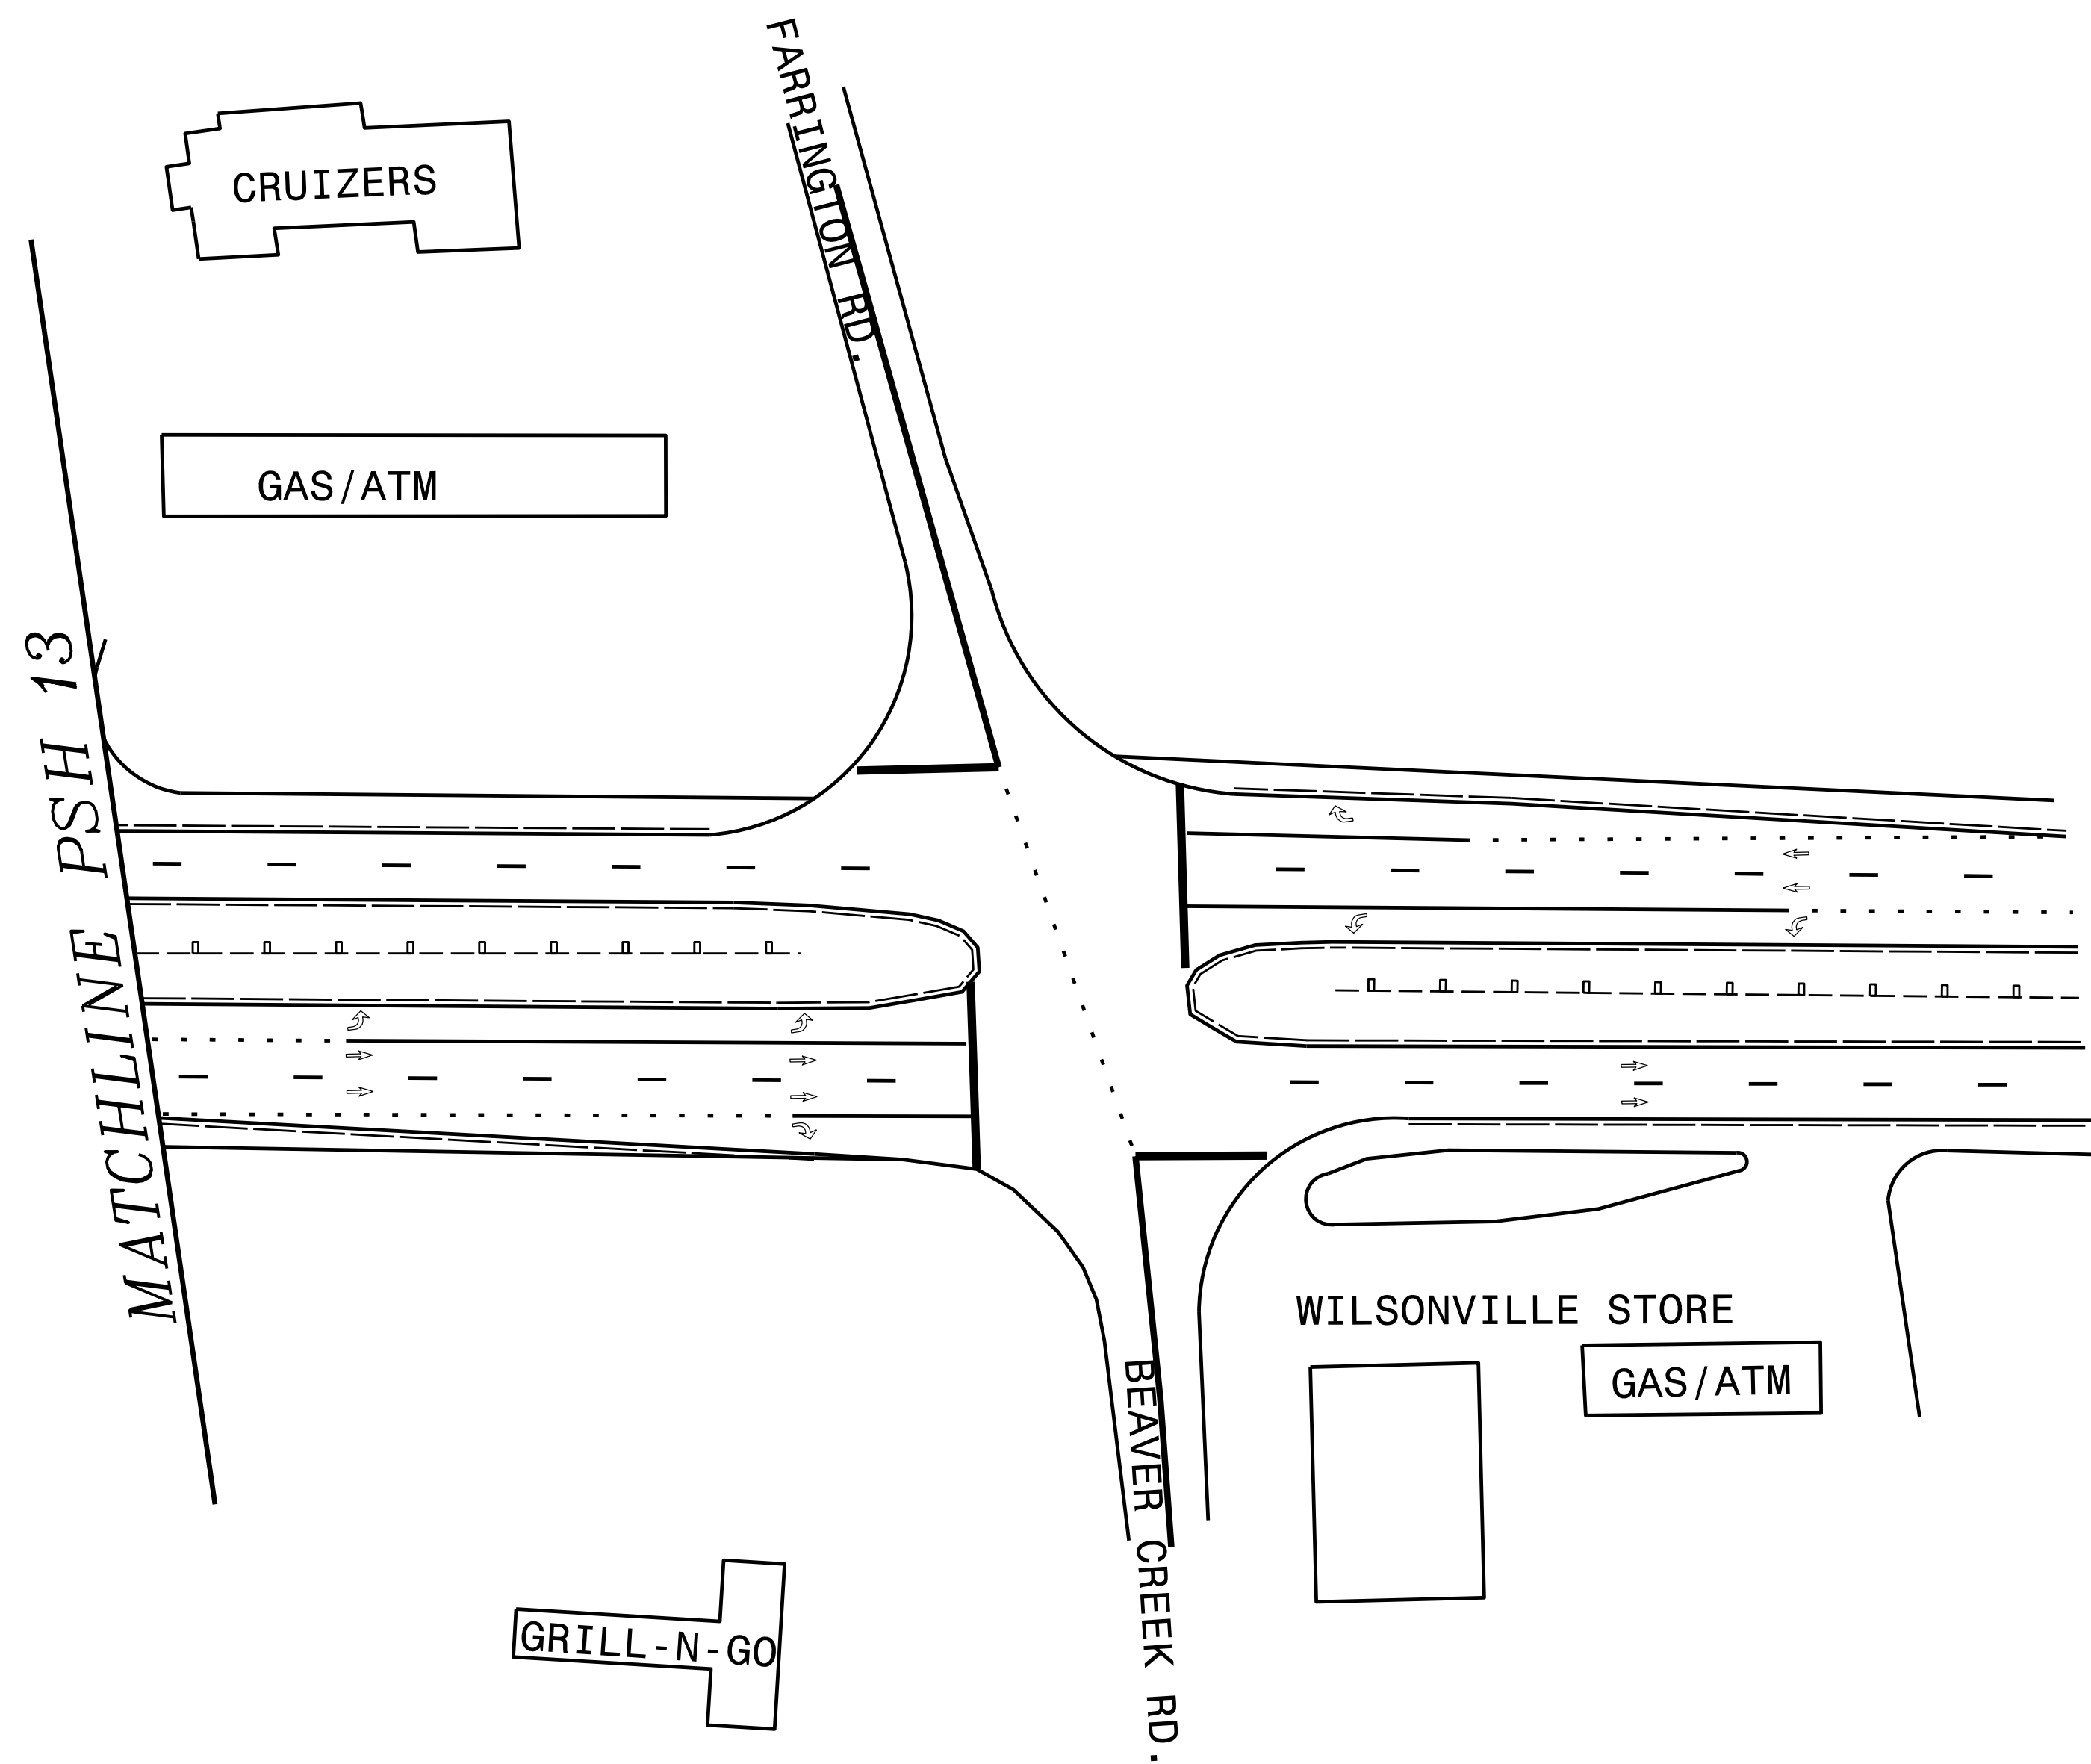 FARRINGTON RD.
CRUIZERS
GAS/ATM
MATCHLINE PSH 13
WILSONVILLE STORE
GAS/ATM
BEAVER CREEK RD.
GRILL-N-GO